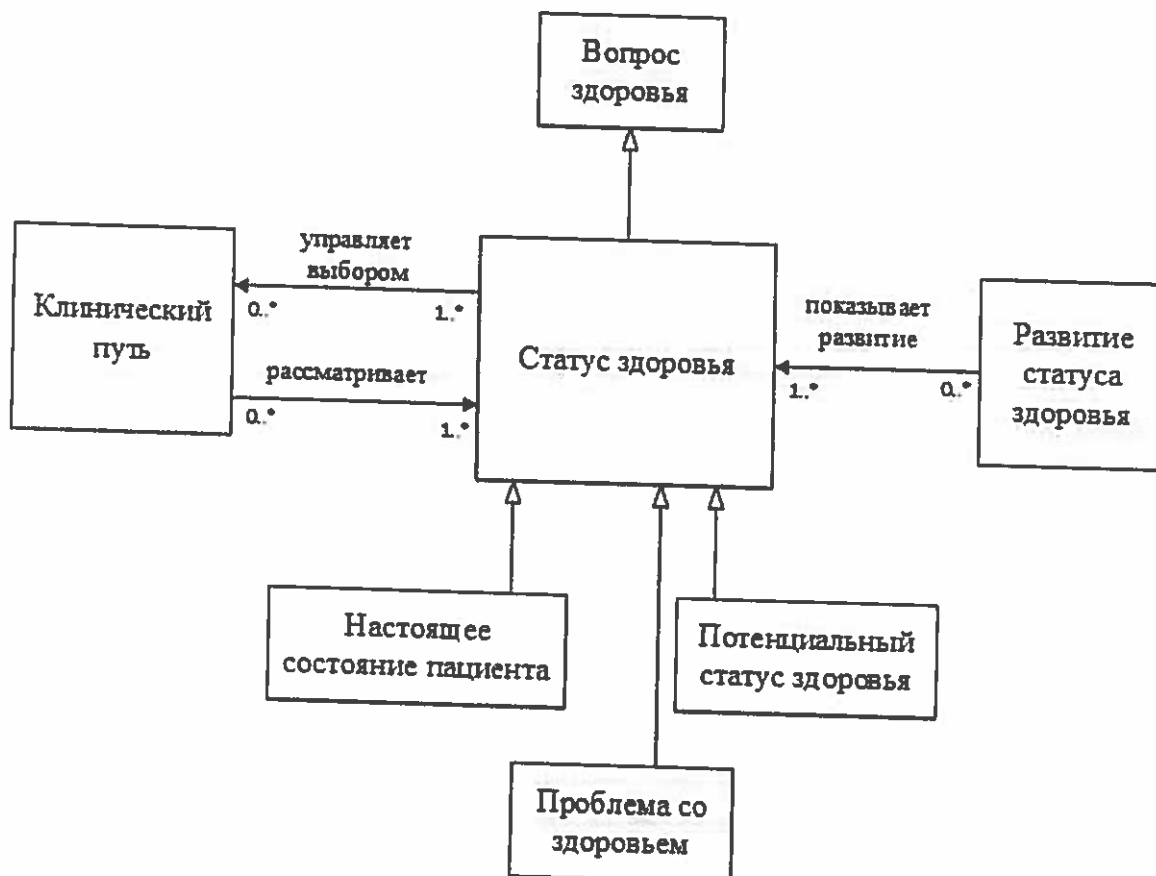 Вопрос
здоровья
управляет
выбором
0..*
1..*
Клинический
путь
рассматривает
0..*
1..*
Статус здоровья
показывает
развитие
1..*
0..*
Развитие
статуса
здоровья
Настоящее
состояние пациента
Потенциальный
статус здоровья
Проблема со
здоровьем